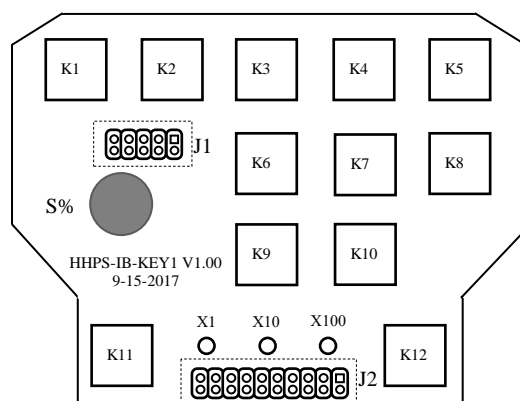 K1 K2 K3 K4 K5
J1
K6 K7 K8
S%
K9 K10
HHPS-IB-KEY1 V1.00
9-15-2017
X1 X10 X100
K11 K12
J2